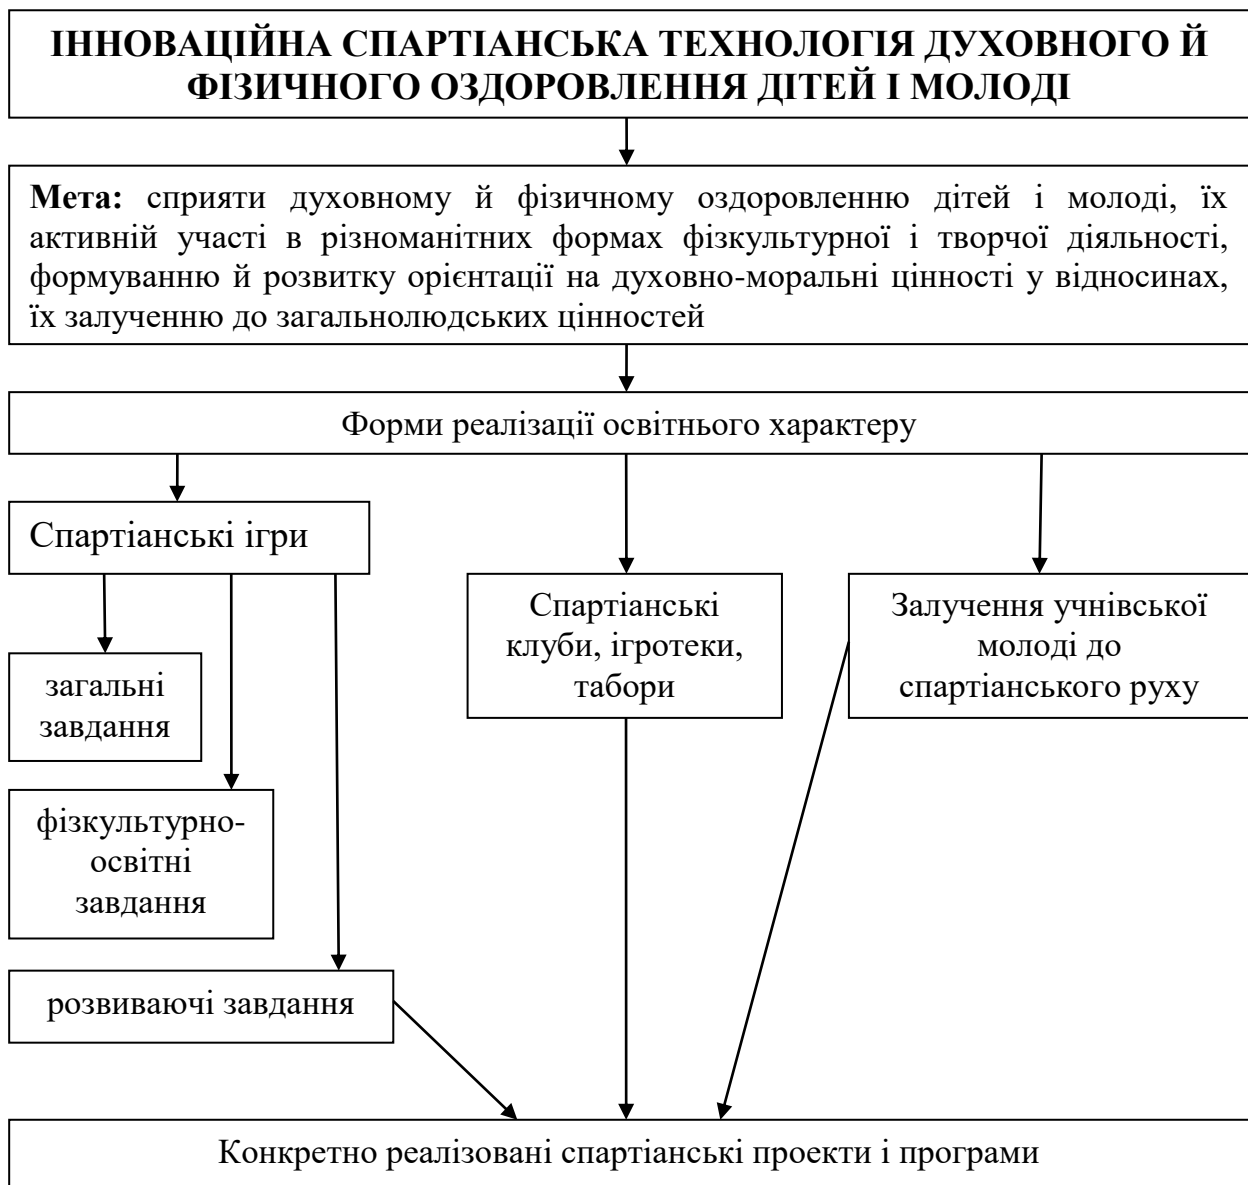 ІННОВАЦІЙНА СПАРТІАНСЬКА ТЕХНОЛОГІЯ ДУХОВНОГО Й
ФІЗИЧНОГО ОЗДОРОВЛЕННЯ ДІТЕЙ І МОЛОДІ
Мета: сприяти духовному й фізичному оздоровленню дітей і молоді, їх
активній участі в різноманітних формах фізкультурної і творчої діяльності,
формуванню й розвитку орієнтації на духовно-моральні цінності у відносинах,
їх залученню до загальнолюдських цінностей
Форми реалізації освітнього характеру
Спартіанські ігри
загальні
завдання
фізкультурно-
освітні
завдання
розвиваючі завдання
Спартіанські
клуби, ігротеки,
табори
Залучення учнівської
молоді до
спартіанського руху
Конкретно реалізовані спартіанські проекти і програми